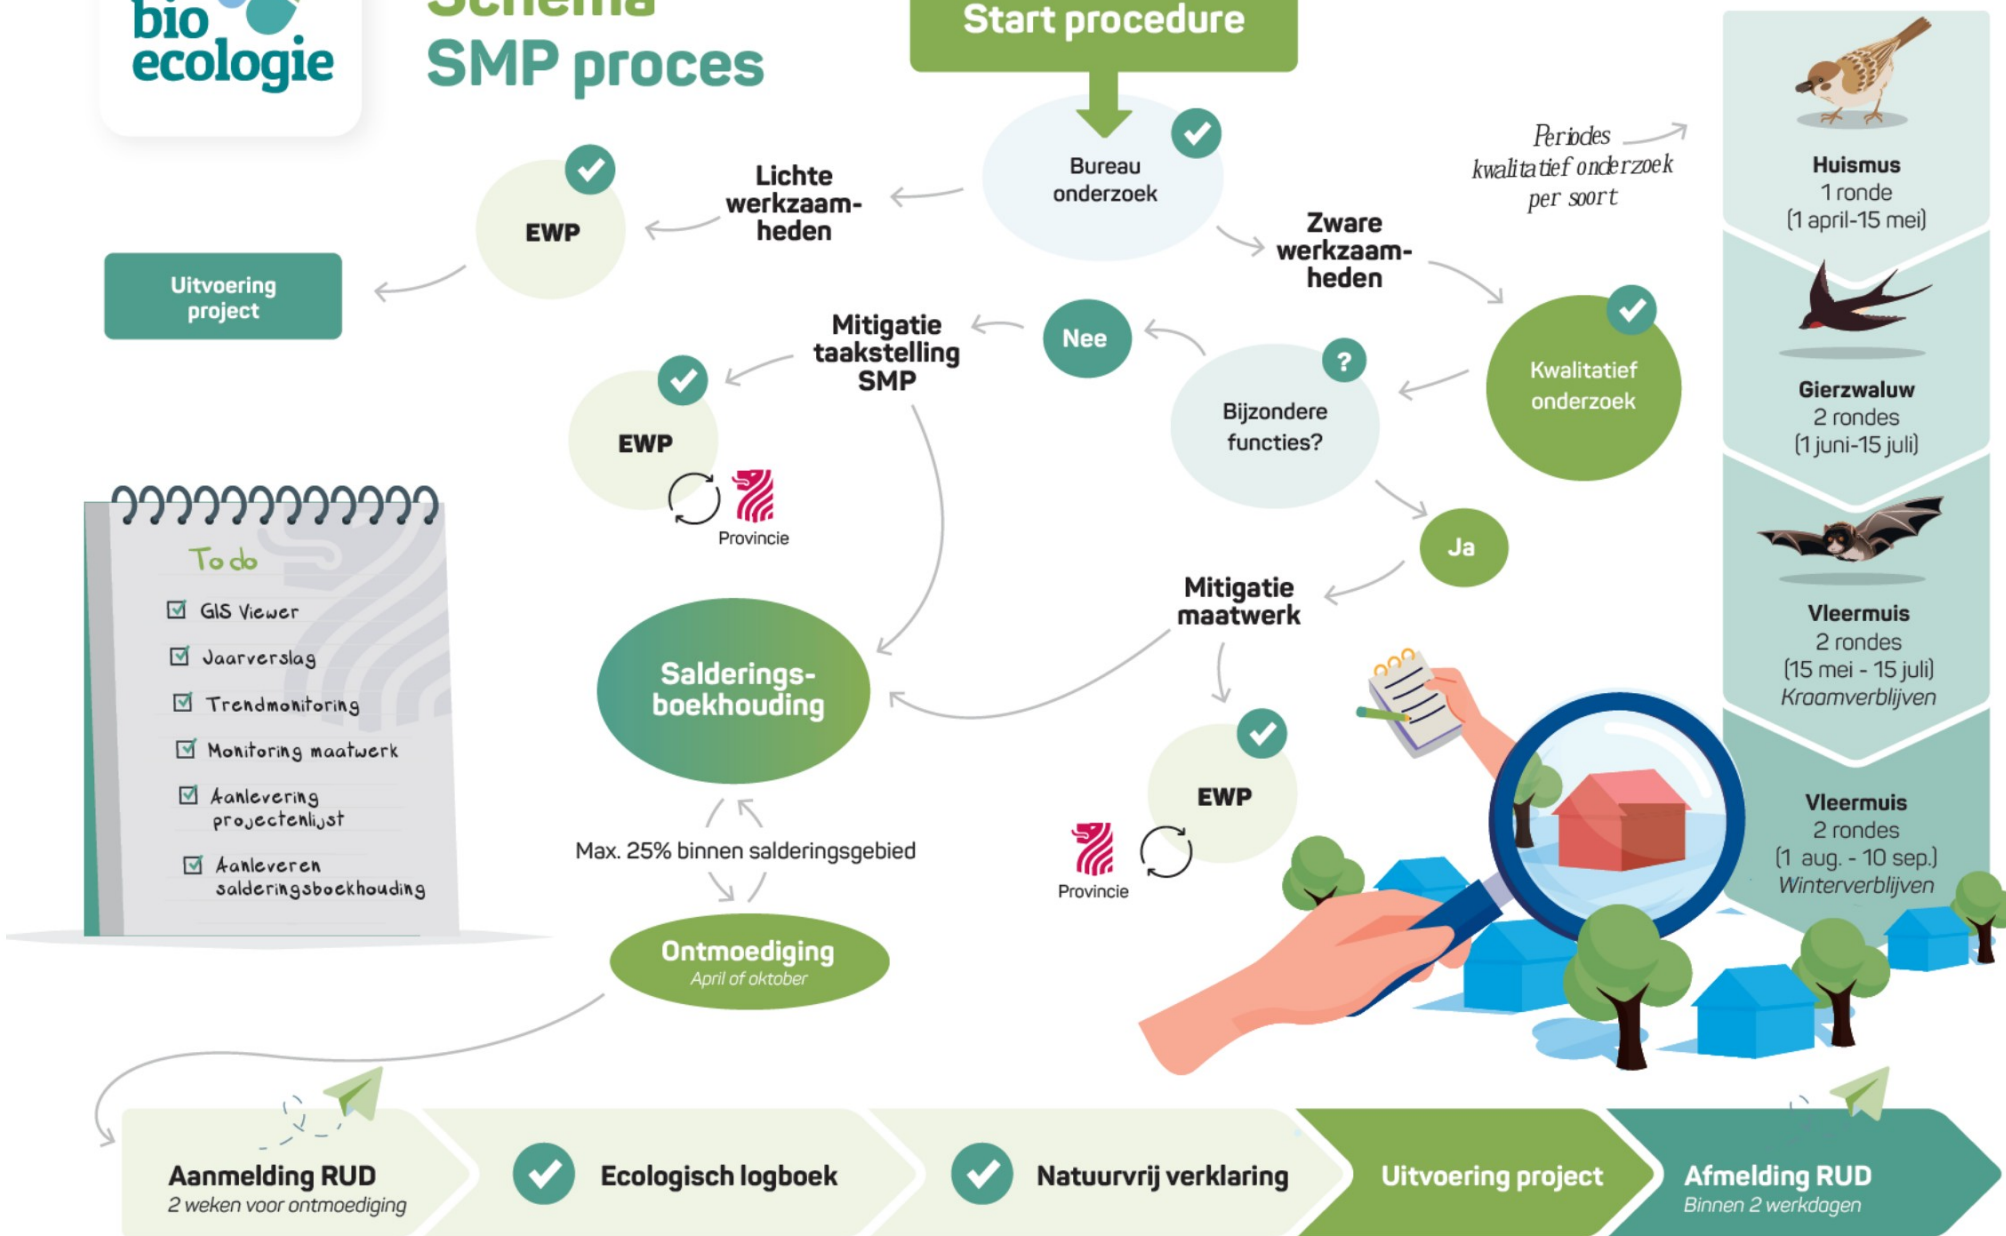 bio
ecologie
Schema
SMP proces
Start procedure
Bureau
onderzoek
Lichte
werkzaam-
heden
EWP
Uitvoering
project
Zware
werkzaam-
heden
Periodes
kwalitatief onderzoek
per soort
Kwalitatief
onderzoek
Bijzondere
functies?
?
Nee
Mitigatie
taakstelling
SMP
EWP
Provincie
Ja
Mitigatie
maatwerk
EWP
Provincie
Salderings-
boekhouding
Max. 25% binnen salderingsgebied
Ontmoediging
April of oktober
To do
GIS Viewer
Jaarverslag
Trendmonitoring
Monitoring maatwerk
Aanlevering
projectenlijst
Aanleveren
salderingsboekhouding
Huismus
1 ronde
(1 april-15 mei)
Gierzwaluw
2 rondes
(1 juni-15 juli)
Vleermuis
2 rondes
(15 mei - 15 juli)
Kraamverblijven
Vleermuis
2 rondes
(1 aug. - 10 sep.)
Winterverblijven
Aanmelding RUD
2 weken voor ontmoediging
Ecologisch logboek
Natuurvrij verklaring
Uitvoering project
Afmelding RUD
Binnen 2 werkdagen